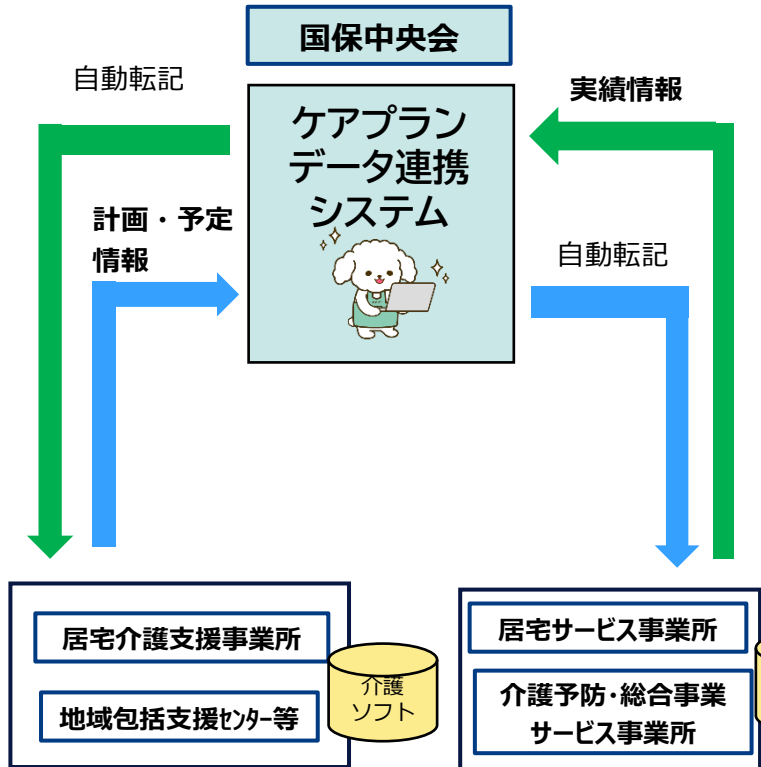 国保中央会
自動転記
実績情報
ケアプラン
データ連携
システム
計画・予定
情報
自動転記
居宅介護支援事業所
地域包括支援ｾﾝﾀｰ等
介護
ソフト
居宅サービス事業所
介護予防・総合事業
サービス事業所